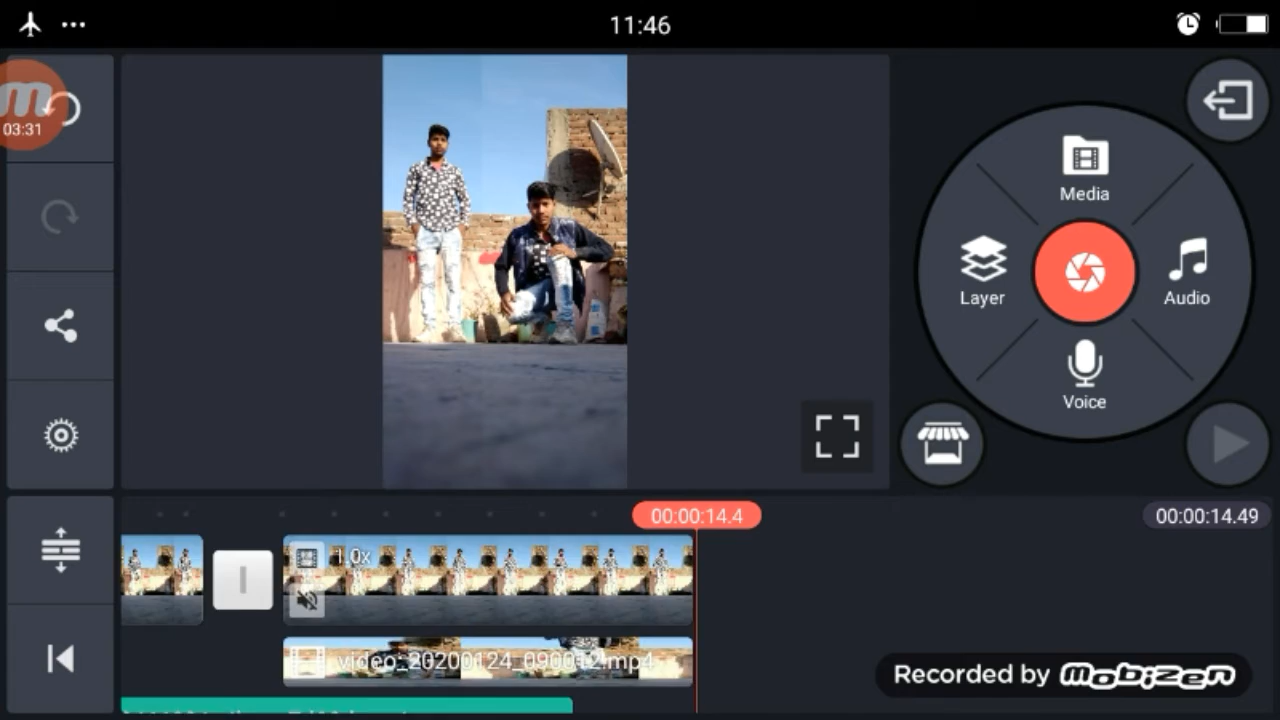 11:46
m
03:31
Media
Layer
Audio
Voice
00:00:14.4
00:00:14.49
1.0x
video_20200124_090012.mp4
Recorded by mobizen